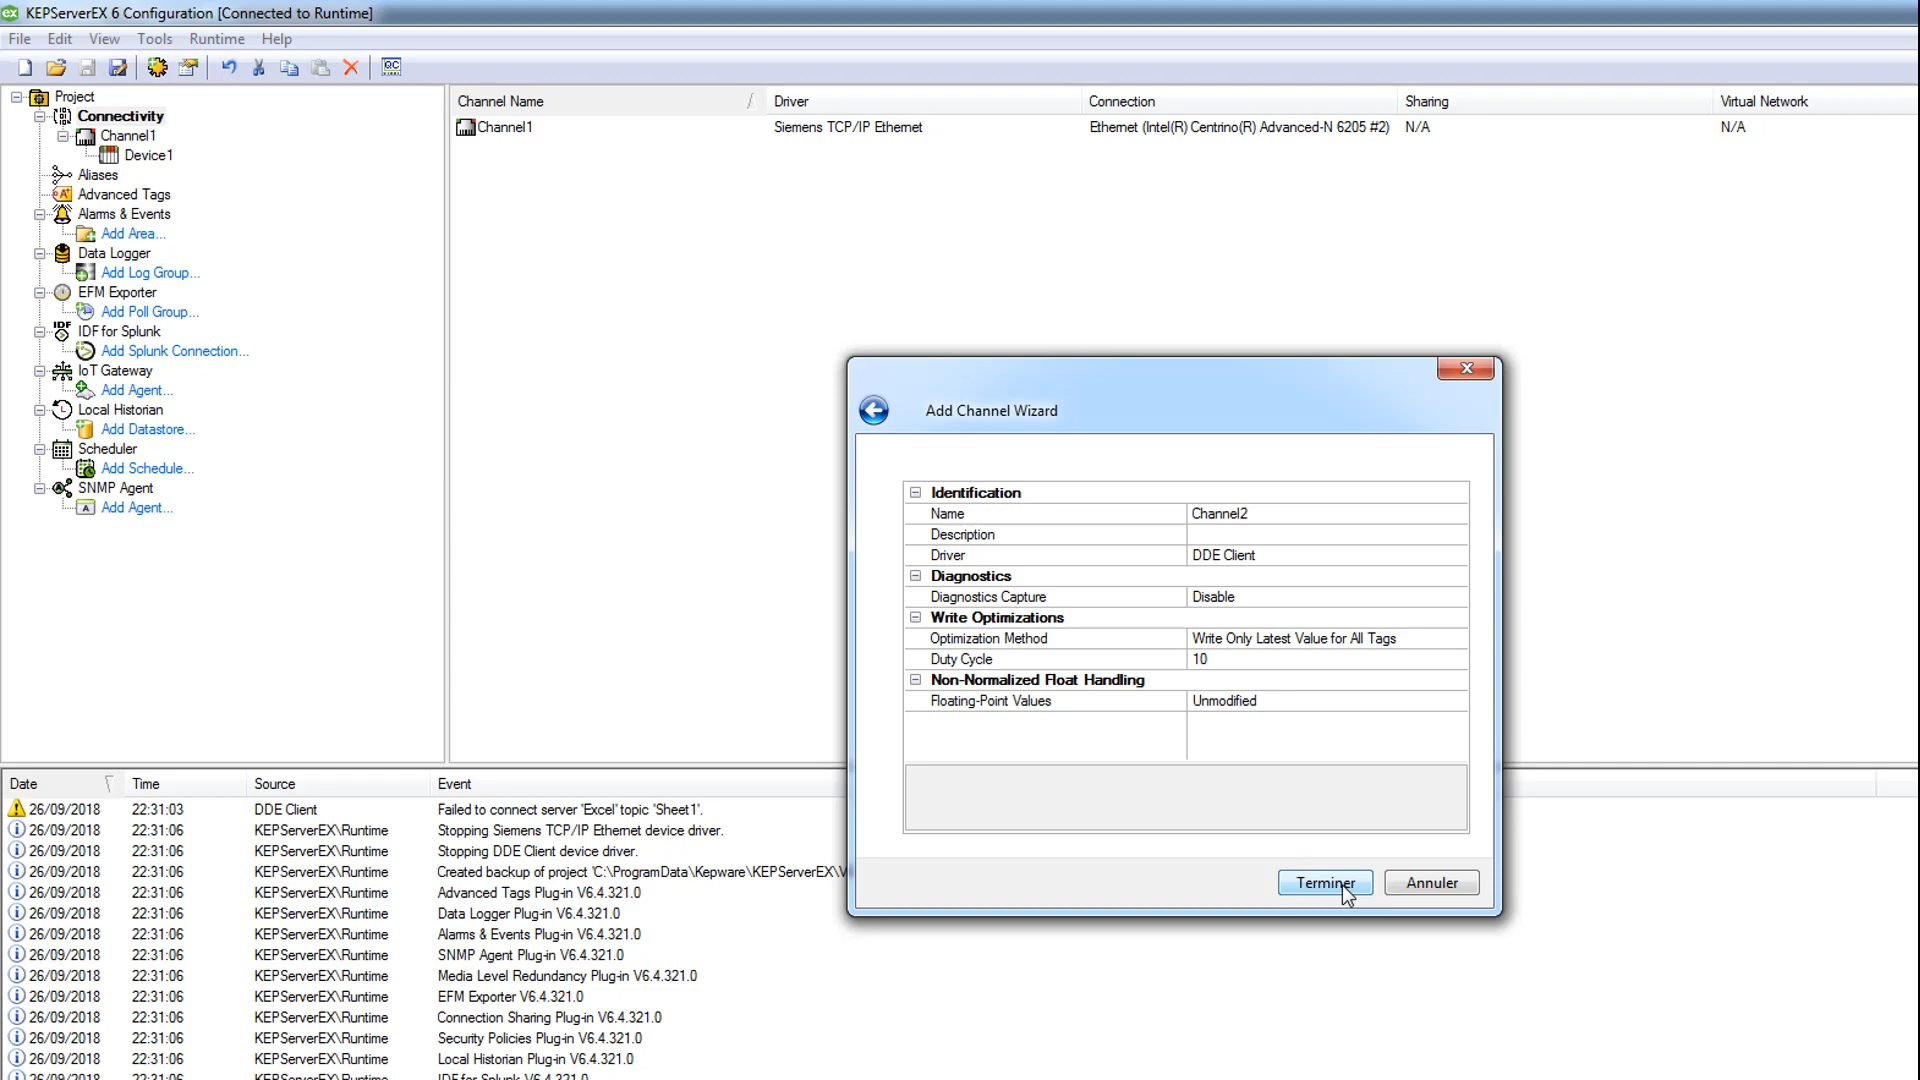 KEPServerEX 6 Configuration [Connected to Runtime]
File Edit View Tools Runtime Help
Project
Connectivity
Channel1
Device1
Aliases
Advanced Tags
Alarms & Events
Add Area...
Data Logger
Add Log Group...
EFM Exporter
Add Poll Group...
IDF for Splunk
Add Splunk Connection...
IoT Gateway
Add Agent...
Local Historian
Add Datastore...
Scheduler
Add Schedule...
SNMP Agent
Add Agent...
Channel Name Driver Connection Sharing Virtual Network
Channel1 Siemens TCP/IP Ethernet Ethernet (Intel(R) Centrino(R) Advanced-N 6205 #2) N/A N/A
Add Channel Wizard
Identification
Name Channel2
Description
Driver DDE Client
Diagnostics
Diagnostics Capture Disable
Write Optimizations
Optimization Method Write Only Latest Value for All Tags
Duty Cycle 10
Non-Normalized Float Handling
Floating-Point Values Unmodified
Terminer Annuler
Date Time Source Event
26/09/2018 22:31:03 DDE Client Failed to connect server 'Excel' topic 'Sheet1'.
26/09/2018 22:31:06 KEPServerEX\Runtime Stopping Siemens TCP/IP Ethernet device driver.
26/09/2018 22:31:06 KEPServerEX\Runtime Stopping DDE Client device driver.
26/09/2018 22:31:06 KEPServerEX\Runtime Created backup of project 'C:\ProgramData\Kepware\KEPServerEX\V
26/09/2018 22:31:06 KEPServerEX\Runtime Advanced Tags Plug-in V6.4.321.0
26/09/2018 22:31:06 KEPServerEX\Runtime Data Logger Plug-in V6.4.321.0
26/09/2018 22:31:06 KEPServerEX\Runtime Alarms & Events Plug-in V6.4.321.0
26/09/2018 22:31:06 KEPServerEX\Runtime SNMP Agent Plug-in V6.4.321.0
26/09/2018 22:31:06 KEPServerEX\Runtime Media Level Redundancy Plug-in V6.4.321.0
26/09/2018 22:31:06 KEPServerEX\Runtime EFM Exporter V6.4.321.0
26/09/2018 22:31:06 KEPServerEX\Runtime Connection Sharing Plug-in V6.4.321.0
26/09/2018 22:31:06 KEPServerEX\Runtime Security Policies Plug-in V6.4.321.0
26/09/2018 22:31:06 KEPServerEX\Runtime Local Historian Plug-in V6.4.321.0
26/09/2018 22:31:06 KEPServerEX\Runtime IDF for Splunk V6.4.321.0